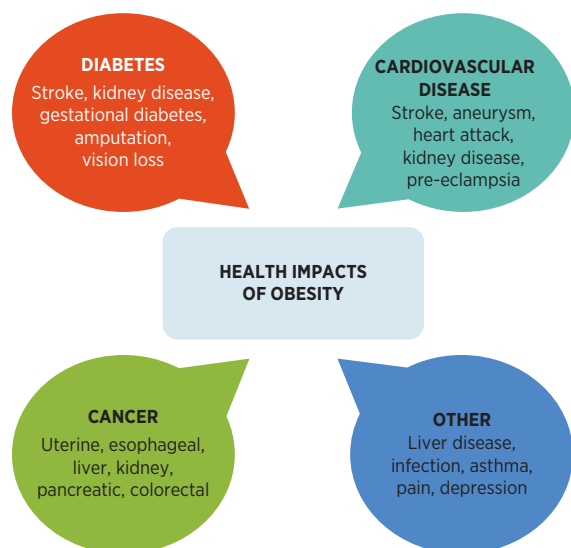 DIABETES
Stroke, kidney disease,
gestational diabetes,
amputation,
vision loss
CARDIOVASCULAR
DISEASE
Stroke, aneurysm,
heart attack,
kidney disease,
pre-eclampsia
HEALTH IMPACTS
OF OBESITY
CANCER
Uterine, esophageal,
liver, kidney,
pancreatic, colorectal
OTHER
Liver disease,
infection, asthma,
pain, depression